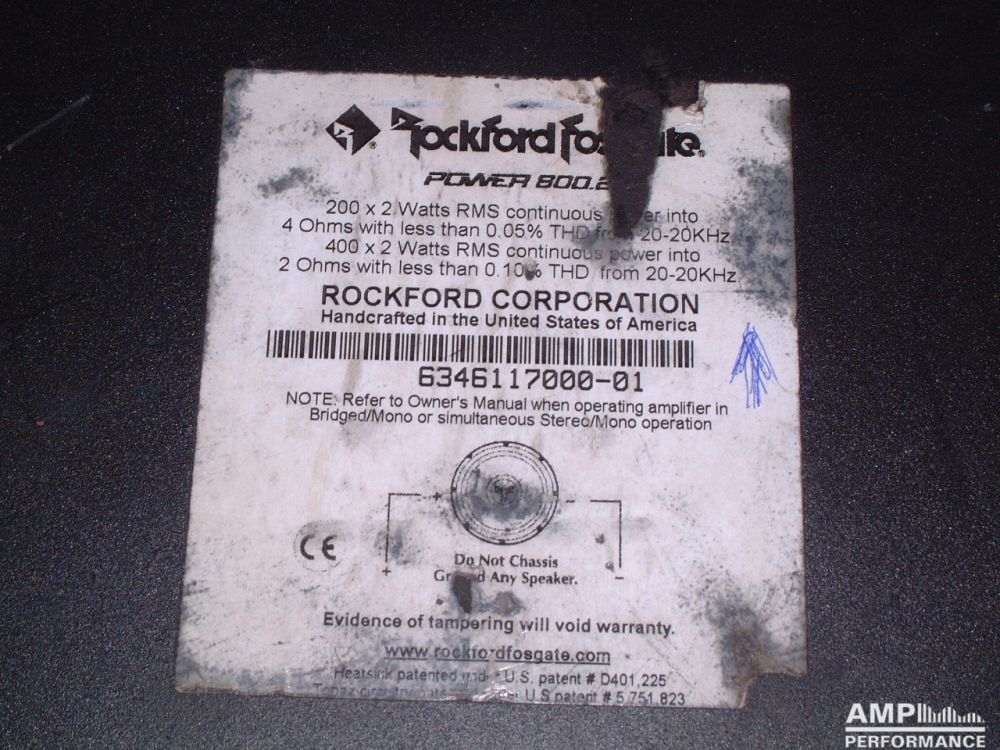 Rockford Fosgate
POWER 800.2
200 x 2 Watts RMS continuous power into
4 Ohms with less than 0.05% THD from 20-20KHz
400 x 2 Watts RMS continuous power into
2 Ohms with less than 0.10% THD from 20-20KHz.
ROCKFORD CORPORATION
Handcrafted in the United States of America
6346117000-01
NOTE: Refer to Owner's Manual when operating amplifier in
Bridged/Mono or simultaneous Stereo/Mono operation
+ –
CE
+ –
Do Not Chassis
Ground Any Speaker.
Evidence of tampering will void warranty.
www.rockfordfosgate.com
Heatsink patented under U.S. patent # D401,225
Topaz circuitry U.S patent # 5,751,823
AMP
PERFORMANCE